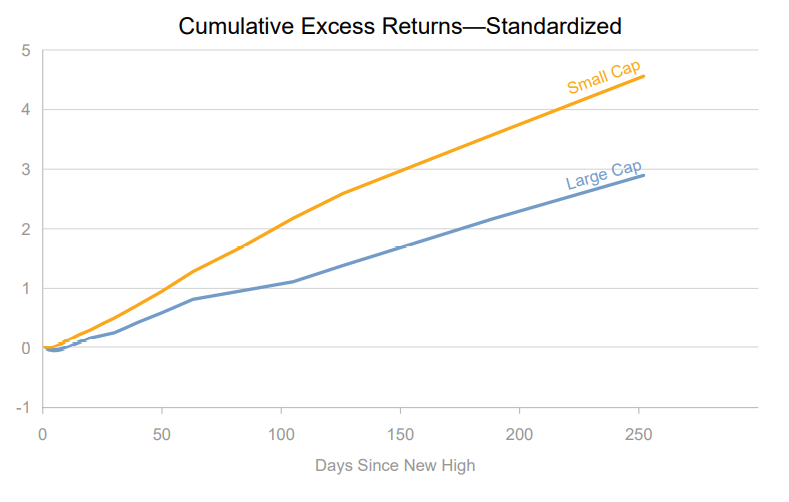 Cumulative Excess Returns—Standardized
5
4
3
2
1
0
-1
Small Cap
Large Cap
0 50 100 150 200 250
Days Since New High